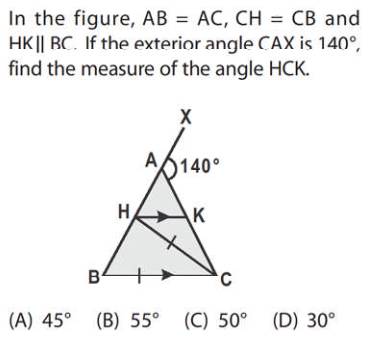 In the figure, AB = AC, CH = CB and
HK|| BC. If the exterior angle CAX is 140°,
find the measure of the angle HCK.
X
A 140°
H K
B C
(A) 45° (B) 55° (C) 50° (D) 30°